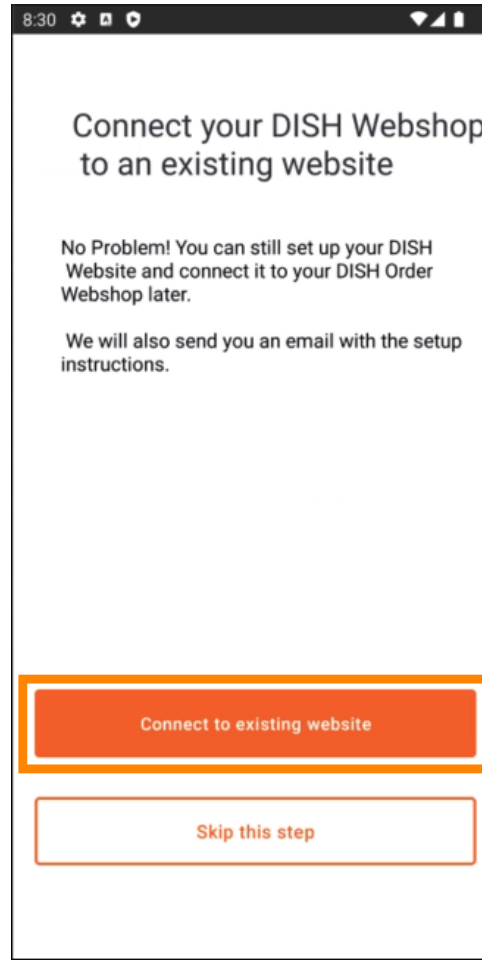 8:30
Connect your DISH Webshop
to an existing website
No Problem! You can still set up your DISH
Website and connect it to your DISH Order
Webshop later.
We will also send you an email with the setup
instructions.
Connect to existing website
Skip this step